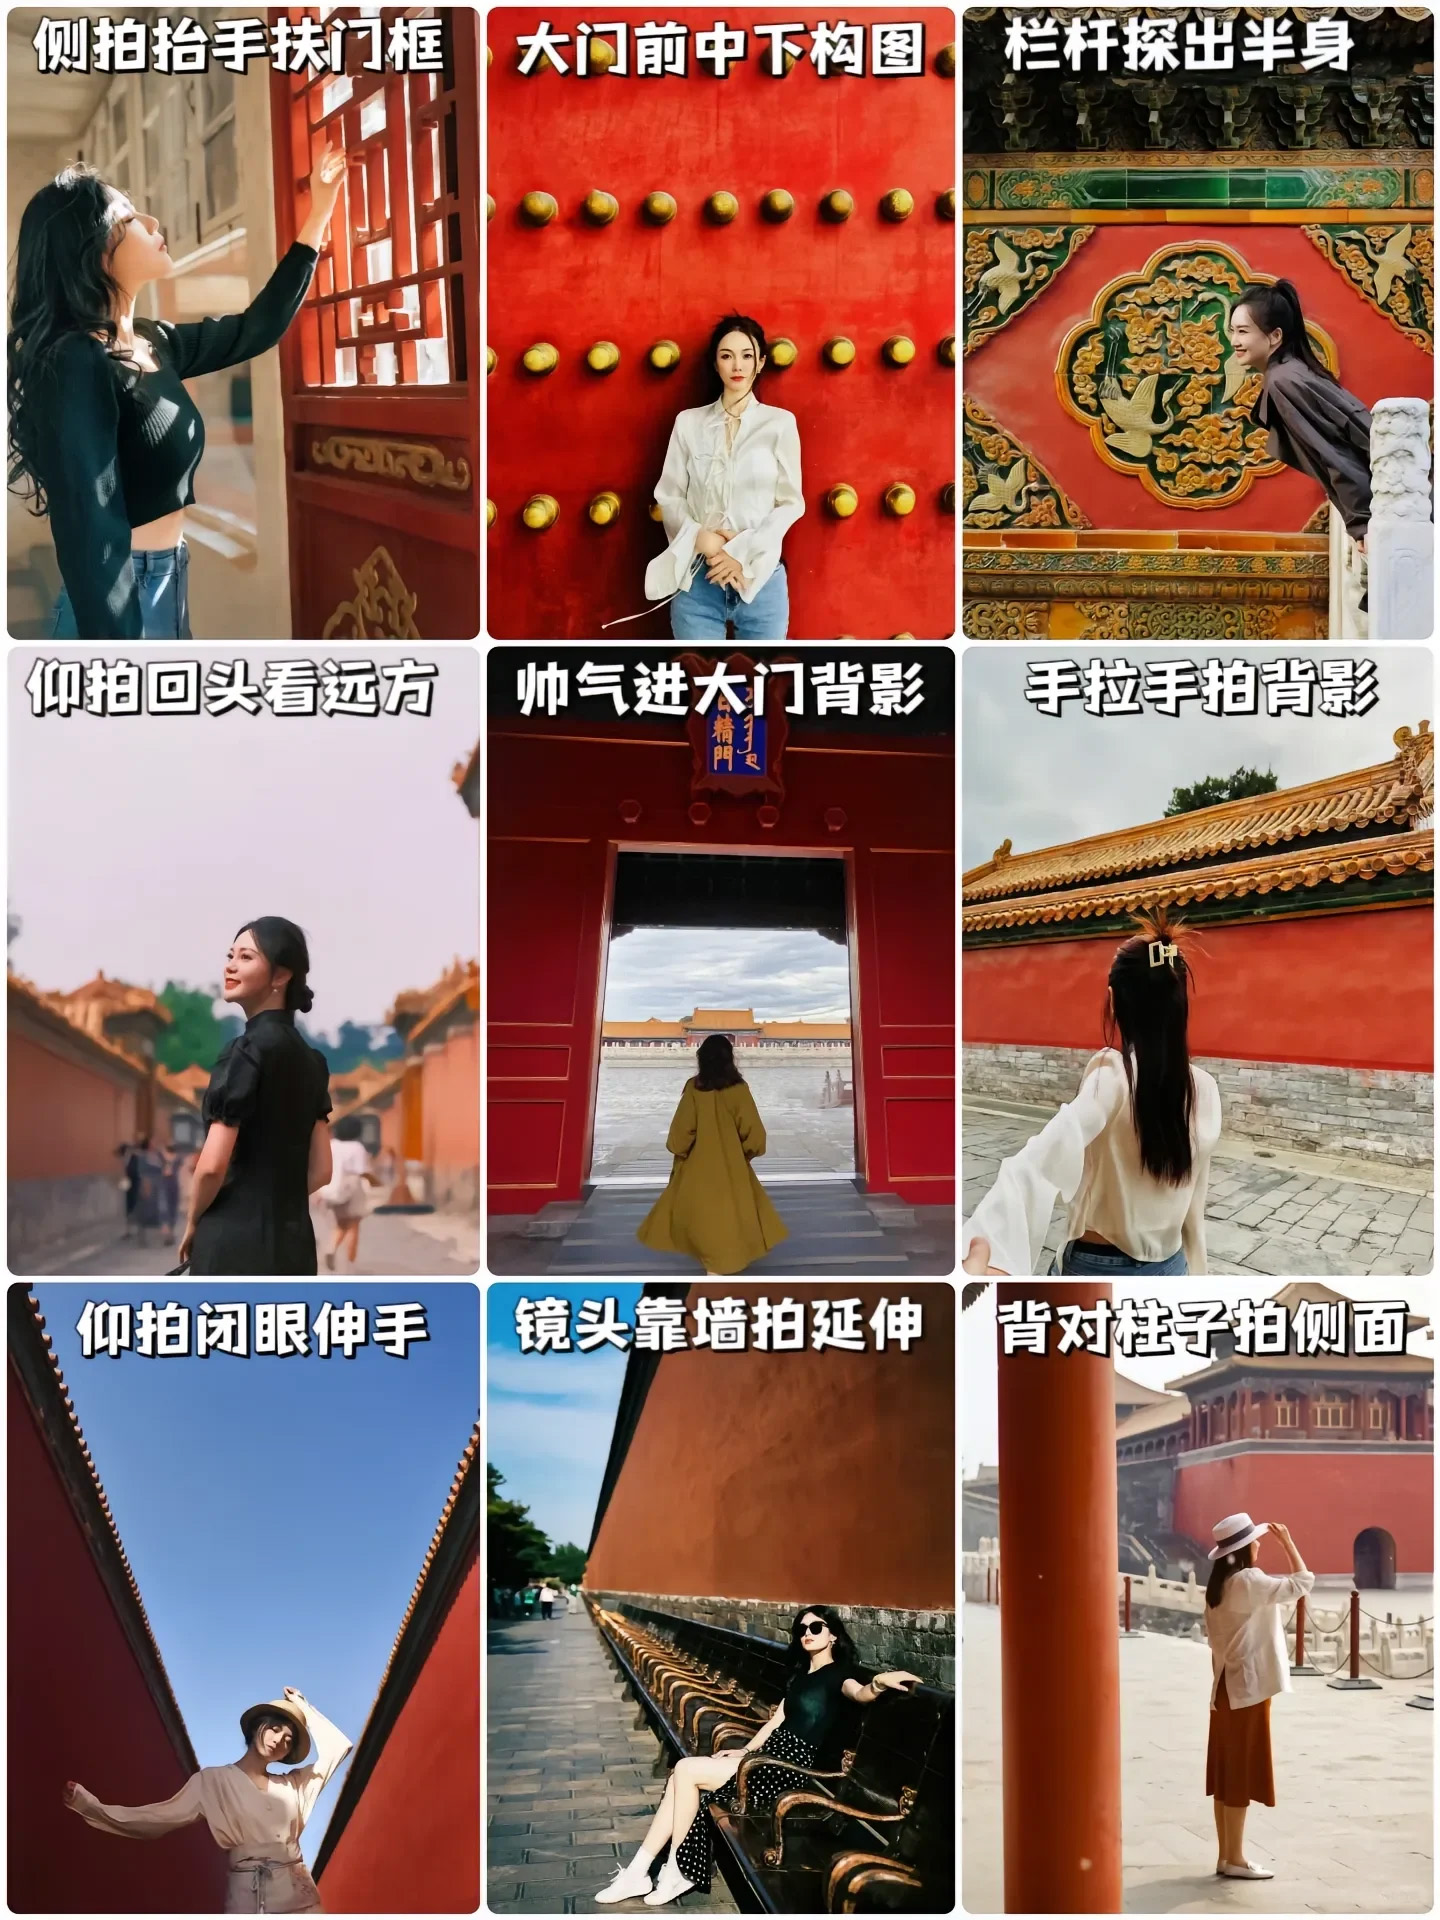 侧拍抬手扶门框
大门前中下构图
栏杆探出半身
仰拍回头看远方
帅气进大门背影
日精門
手拉手拍背影
仰拍闭眼伸手
镜头靠墙拍延伸
背对柱子拍侧面